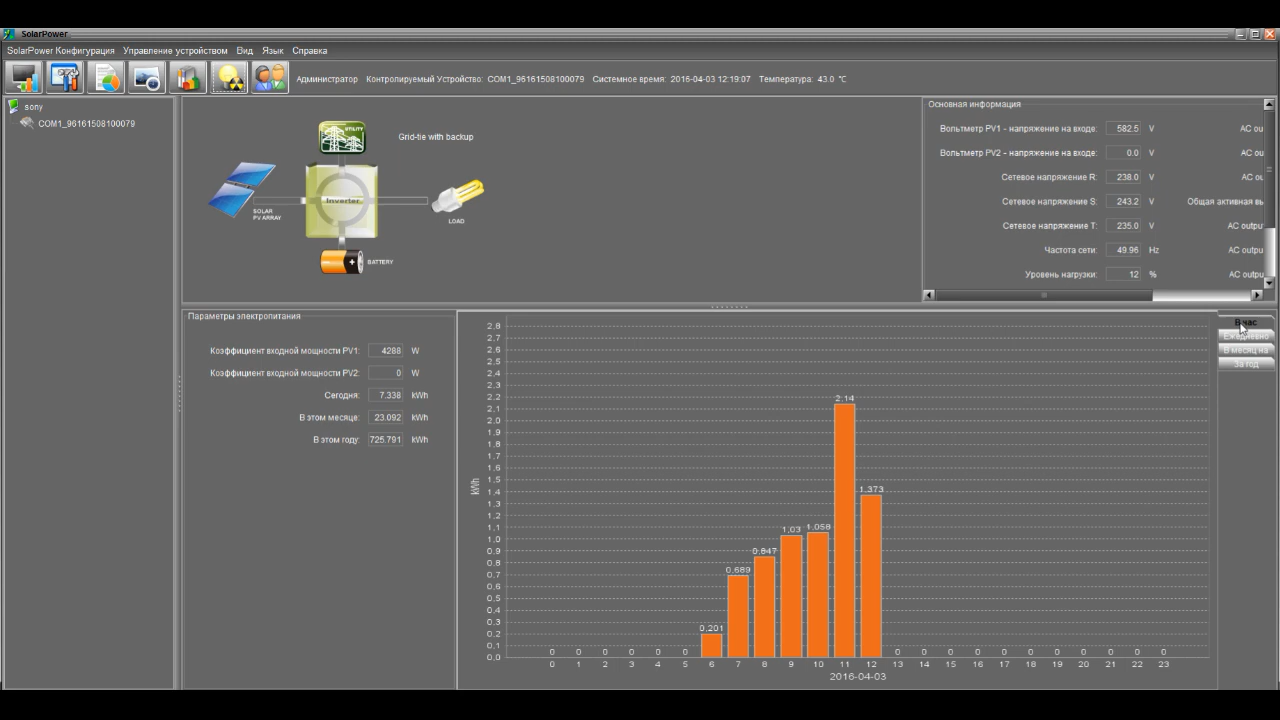 SolarPower
SolarPower Конфигурация Управление устройством Вид Язык Справка
Администратор Контролируемый Устройство: COM1_96161508100079 Системное время: 2016-04-03 12:19:07 Температура: 43.0 °C
sony
COM1_96161508100079
UTILITY
Grid-tie with backup
SOLAR
PV ARRAY
Inverter
LOAD
BATTERY
Основная информация
Вольтметр PV1 - напряжение на входе: 582.5 V AC ou
Вольтметр PV2 - напряжение на входе: 0.0 V AC ou
Сетевое напряжение R: 238.0 V AC ou
Сетевое напряжение S: 243.2 V Общая активная вы
Сетевое напряжение T: 235.0 V AC outpu
Частота сети: 49.96 Hz AC outpu
Уровень нагрузки: 12 % AC outpu
Параметры электропитания
Коэффициент входной мощности PV1: 4288 W
Коэффициент входной мощности PV2: 0 W
Сегодня: 7.338 kWh
В этом месяце: 23.092 kWh
В этом году: 725.791 kWh
В час
Ежедневно
В месяц на
За год
kWh
2,8
2,7
2,6
2,5
2,4
2,3
2,2
2,1
2,0
1,9
1,8
1,7
1,6
1,5
1,4
1,3
1,2
1,1
1,0
0,9
0,8
0,7
0,6
0,5
0,4
0,3
0,2
0,1
0,0
0 0 0 0 0 0 0,201 0,689 0,847 1,03 1,058 2,14 1,373 0 0 0 0 0 0 0 0 0 0 0
0 1 2 3 4 5 6 7 8 9 10 11 12 13 14 15 16 17 18 19 20 21 22 23
2016-04-03